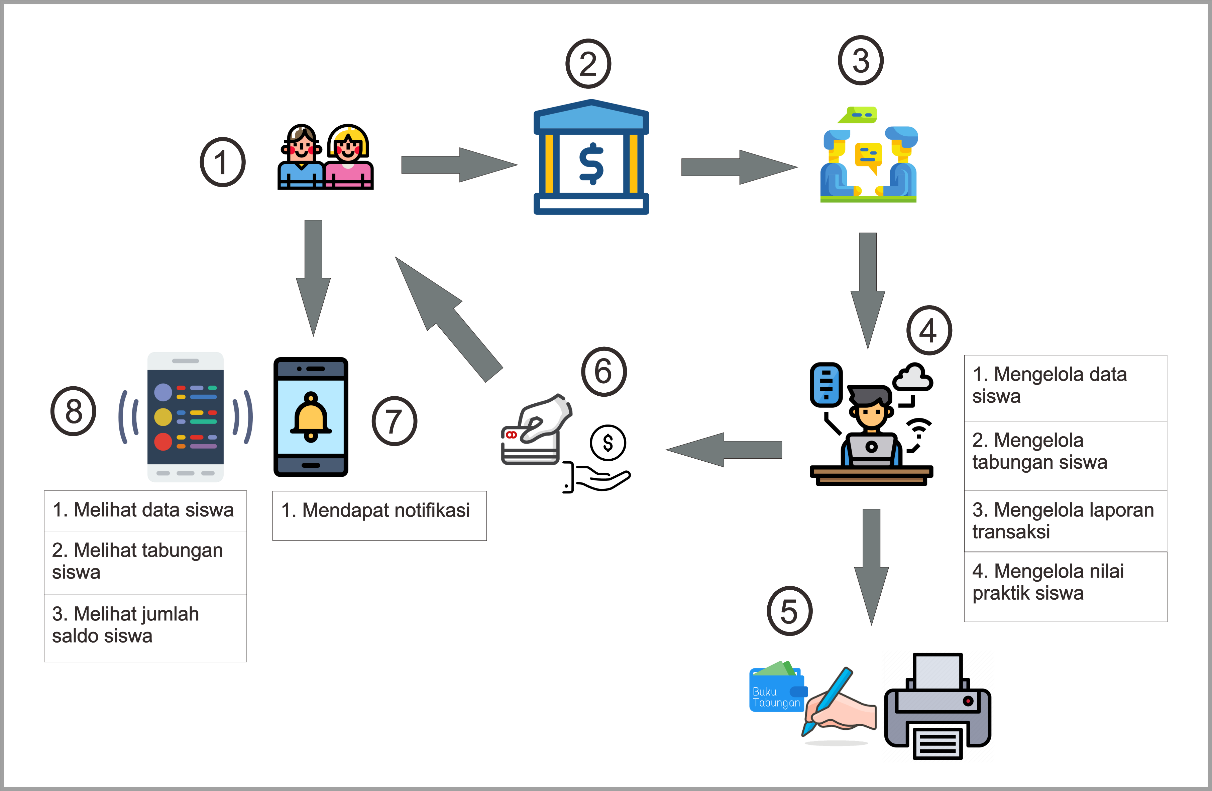 1
2
3
4
1. Mengelola data
siswa
2. Mengelola
tabungan siswa
3. Mengelola laporan
transaksi
4. Mengelola nilai
praktik siswa
5
Buku
Tabungan
6
$
$
7
1. Mendapat notifikasi
8
1. Melihat data siswa
2. Melihat tabungan
siswa
3. Melihat jumlah
saldo siswa